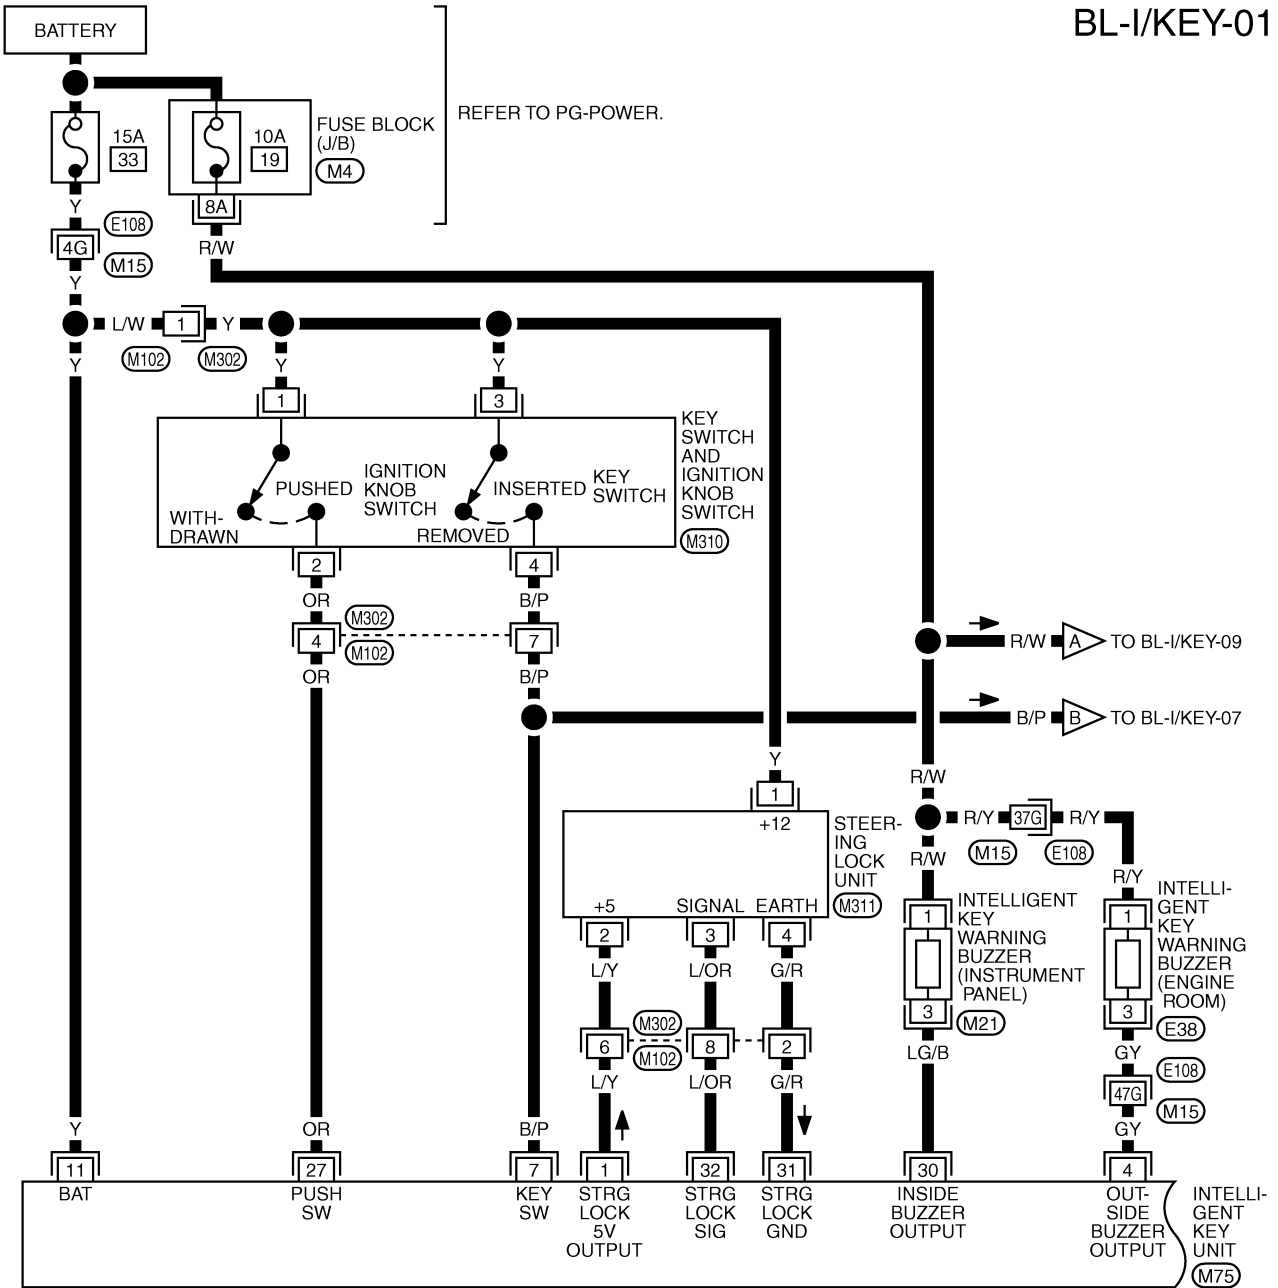 BL-I/KEY-01
BATTERY
REFER TO PG-POWER.
15A
33
10A
19
FUSE BLOCK
(J/B)
M4
8A
Y
E108
4G
M15
R/W
Y
L/W
1
Y
M102
M302
Y
Y
Y
1
3
KEY
SWITCH
AND
IGNITION
KNOB
SWITCH
M310
IGNITION
KNOB
SWITCH
PUSHED
WITH-
DRAWN
KEY
SWITCH
INSERTED
REMOVED
2
4
OR
B/P
M302
4
7
M102
OR
B/P
R/W
A
TO BL-I/KEY-09
B/P
B
TO BL-I/KEY-07
Y
R/W
1
+12
STEER-
ING
LOCK
UNIT
M311
R/Y
37G
R/Y
M15
E108
R/W
R/Y
+5
SIGNAL
EARTH
2
3
4
1
INTELLIGENT
KEY
WARNING
BUZZER
(INSTRUMENT
PANEL)
3
M21
1
INTELLI-
GENT
KEY
WARNING
BUZZER
(ENGINE
ROOM)
3
E38
L/Y
L/OR
G/R
M302
6
8
2
M102
LG/B
GY
E108
47G
M15
L/Y
L/OR
G/R
Y
OR
B/P
GY
11
27
7
1
32
31
30
4
BAT
PUSH
SW
KEY
SW
STRG
LOCK
5V
OUTPUT
STRG
LOCK
SIG
STRG
LOCK
GND
INSIDE
BUZZER
OUTPUT
OUT-
SIDE
BUZZER
OUTPUT
INTELLI-
GENT
KEY
UNIT
M75